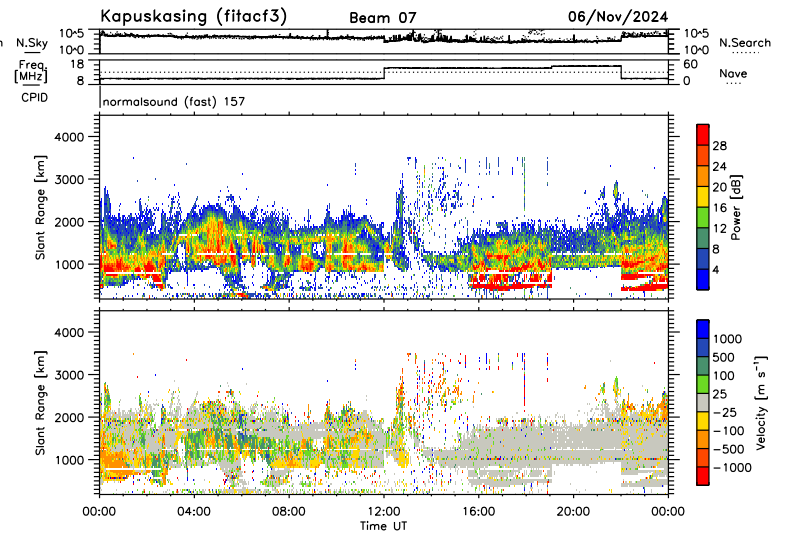 Kapuskasing (fitacf3) Beam 07 06/Nov/2024
n N.Sky 10^5 10^0 10^5 10^0 N.Search
Freq. [MHz] 18 8 60 0 Nave
CPID normalsound (fast) 157
Slant Range [km] 4000 3000 2000 1000
Power [dB] 28 24 20 16 12 8 4
Slant Range [km] 4000 3000 2000 1000
Velocity [m s⁻¹] 1000 500 100 25 -25 -100 -500 -1000
00:00 04:00 08:00 12:00 16:00 20:00 00:00
Time UT